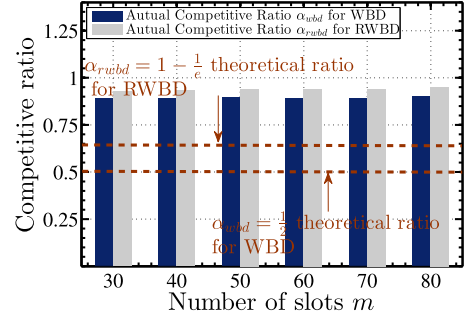 Autual Competitive Ratio α_wbd for WBD
Autual Competitive Ratio α_rwbd for RWBD
α_rwbd = 1 − 1/e theoretical ratio
for RWBD
α_wbd = 1/2 theoretical ratio
for WBD
Competitive ratio
1.25
1
0.75
0.5
0.25
30 40 50 60 70 80
Number of slots m